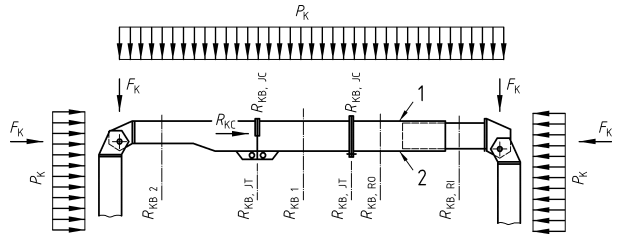 P_K
F_K
F_K
R_KB, JC
R_KB, JC
1
R_KC
F_K
F_K
P_K
P_K
2
R_KB 2
R_KB, JT
R_KB 1
R_KB, JT
R_KB, RO
R_KB, RI